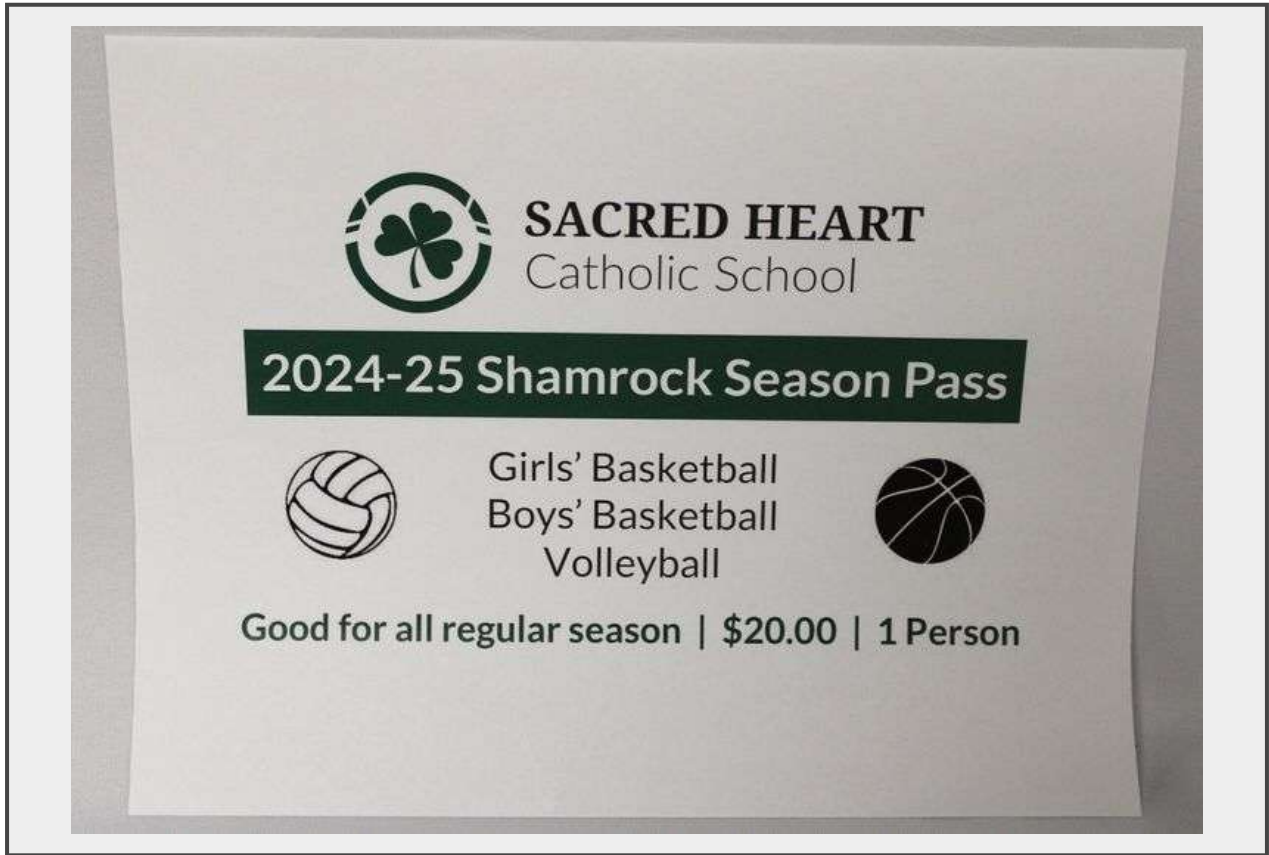 SACRED HEART
Catholic School
2024-25 Shamrock Season Pass
Girls’ Basketball
Boys’ Basketball
Volleyball
Good for all regular season | $20.00 | 1 Person